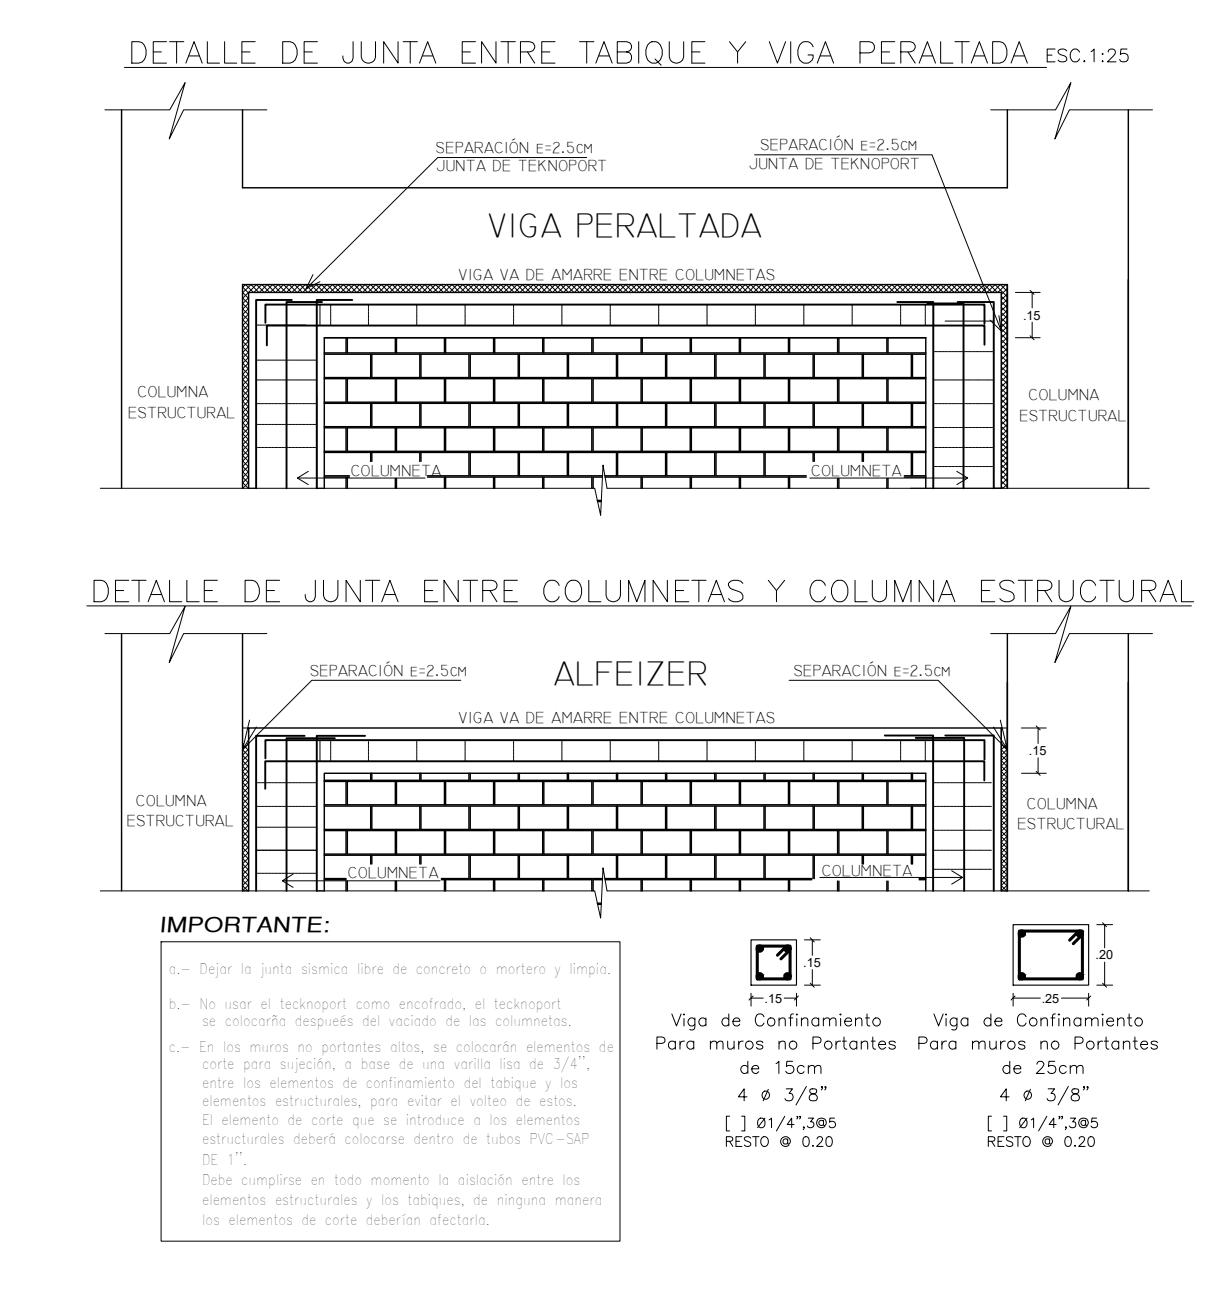 DETALLE DE JUNTA ENTRE TABIQUE Y VIGA PERALTADA ESC.1:25
SEPARACIÓN E=2.5CM
JUNTA DE TEKNOPORT
SEPARACIÓN E=2.5CM
JUNTA DE TEKNOPORT
VIGA PERALTADA
VIGA VA DE AMARRE ENTRE COLUMNETAS
.15
COLUMNA
ESTRUCTURAL
COLUMNA
ESTRUCTURAL
COLUMNETA
COLUMNETA
DETALLE DE JUNTA ENTRE COLUMNETAS Y COLUMNA ESTRUCTURAL
SEPARACIÓN E=2.5CM
ALFEIZER
SEPARACIÓN E=2.5CM
VIGA VA DE AMARRE ENTRE COLUMNETAS
.15
COLUMNA
ESTRUCTURAL
COLUMNA
ESTRUCTURAL
COLUMNETA
COLUMNETA
IMPORTANTE:
a.- Dejar la junta sismica libre de concreto o mortero y limpia.
b.- No usar el tecknoport como encofrado, el tecknoport
se colocarña despueés del vaciado de las columnetas.
c.- En los muros no portantes altos, se colocarán elementos de
corte para sujeción, a base de una varilla lisa de 3/4",
entre los elementos de confinamiento del tabique y los
elementos estructurales, para evitar el volteo de estos.
El elemento de corte que se introduce a los elementos
estructurales deberá colocarse dentro de tubos PVC-SAP
DE 1".
Debe cumplirse en todo momento la aislación entre los
elementos estructurales y los tabiques, de ninguna manera
los elementos de corte deberían afectarla.
.15
.15
Viga de Confinamiento
Para muros no Portantes
de 15cm
4 ø 3/8"
[ ] Ø1/4",3@5
RESTO @ 0.20
.20
.25
Viga de Confinamiento
Para muros no Portantes
de 25cm
4 ø 3/8"
[ ] Ø1/4",3@5
RESTO @ 0.20